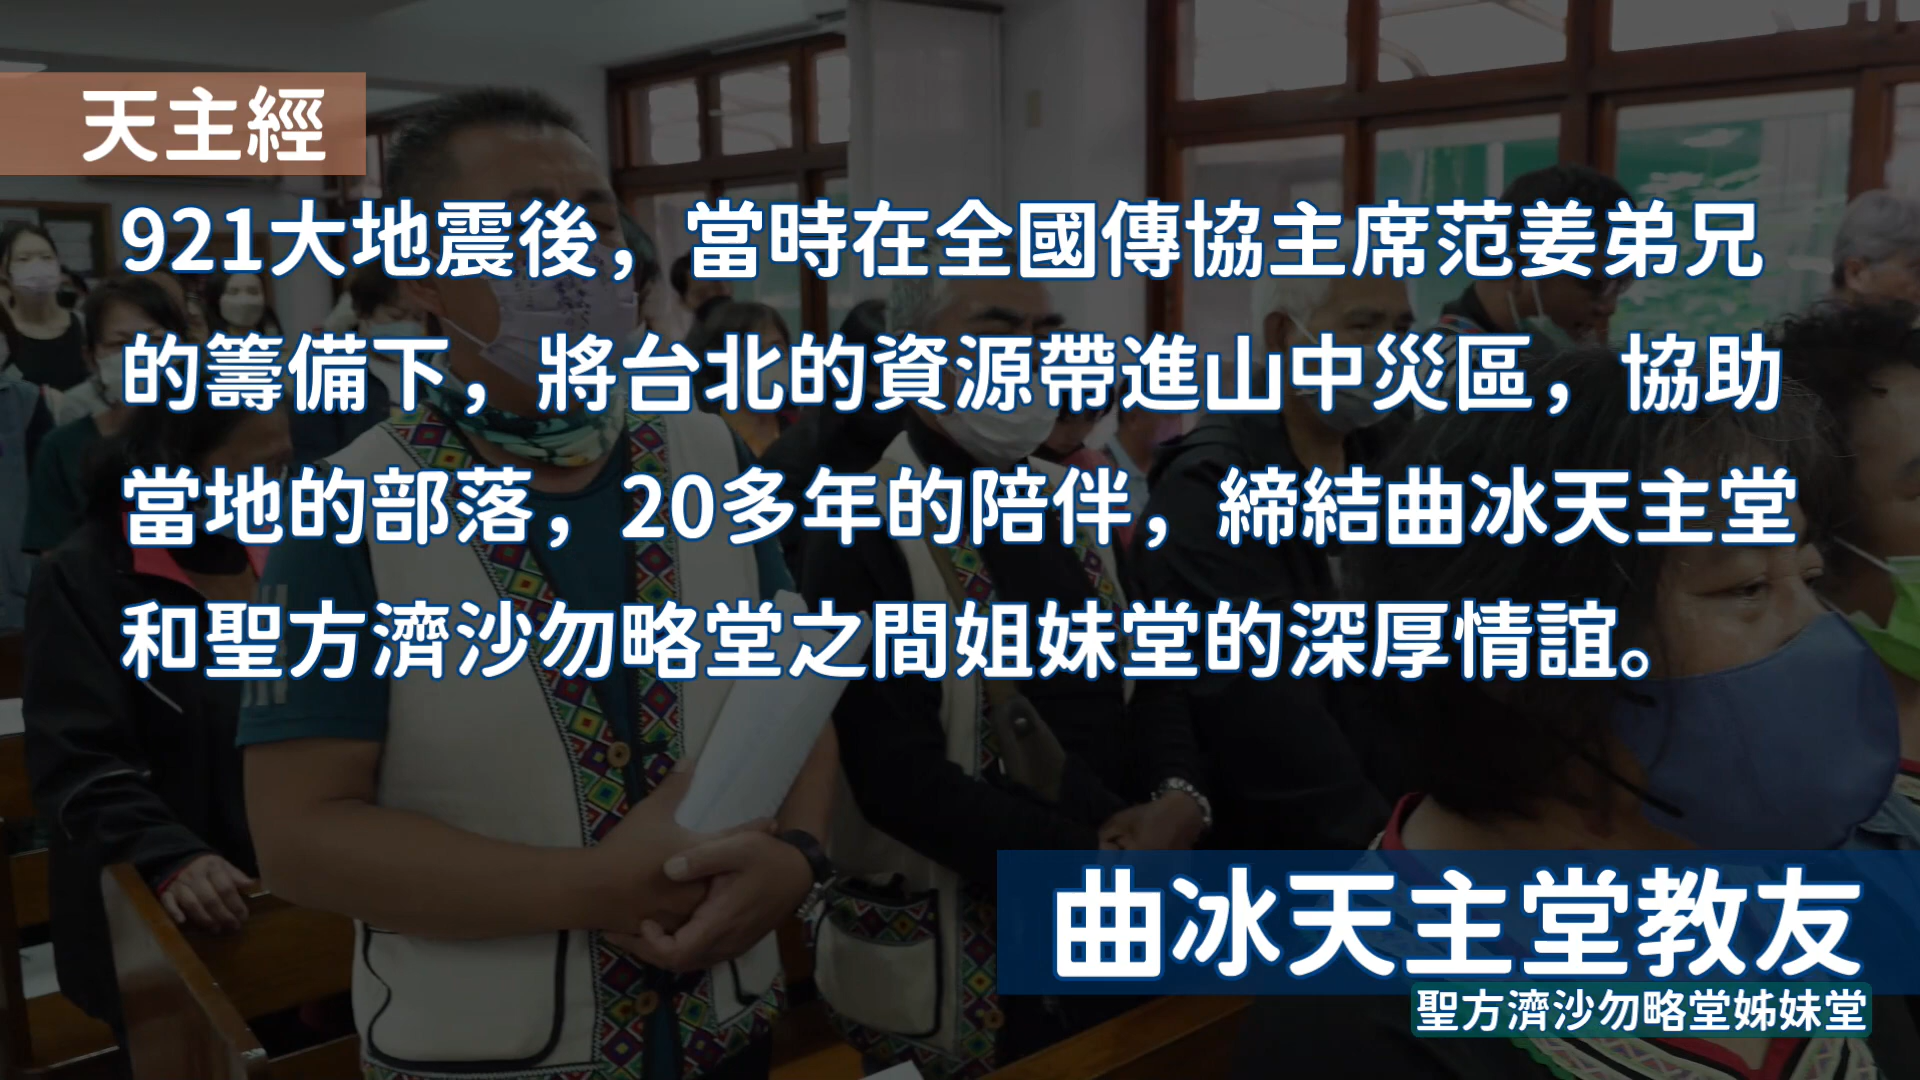 天主經
921大地震後，當時在全國傳協主席范姜弟兄
的籌備下，將台北的資源帶進山中災區，協助
當地的部落，20多年的陪伴，締結曲冰天主堂
和聖方濟沙勿略堂之間姐妹堂的深厚情誼。
曲冰天主堂教友
聖方濟沙勿略堂姊妹堂